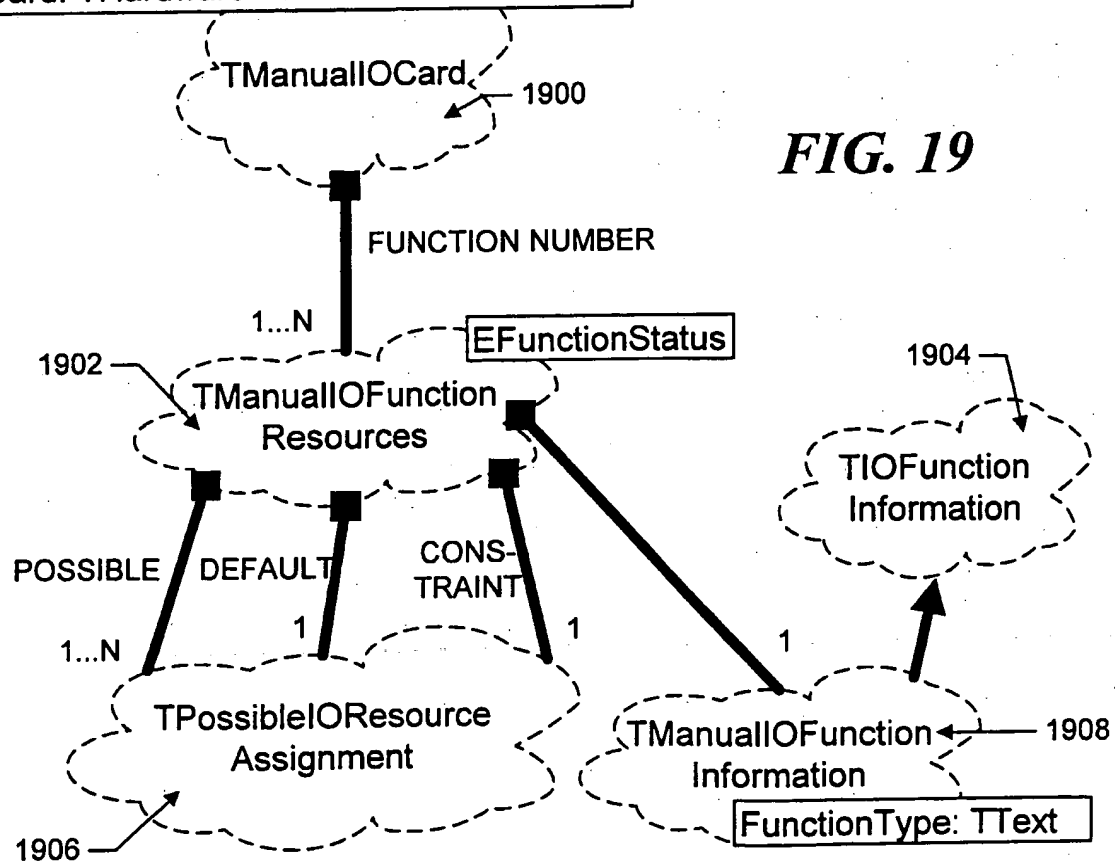 TManualIOCard
1900
FIG. 19
FUNCTION NUMBER
1...N
EFunctionStatus
1902
1904
TManualIOFunction
Resources
TIOFunction
Information
POSSIBLE
DEFAULT
CONS-
TRAINT
1...N
1
1
1
TPossibleIOResource
Assignment
TManualIOFunction
Information
1908
FunctionType: TText
1906